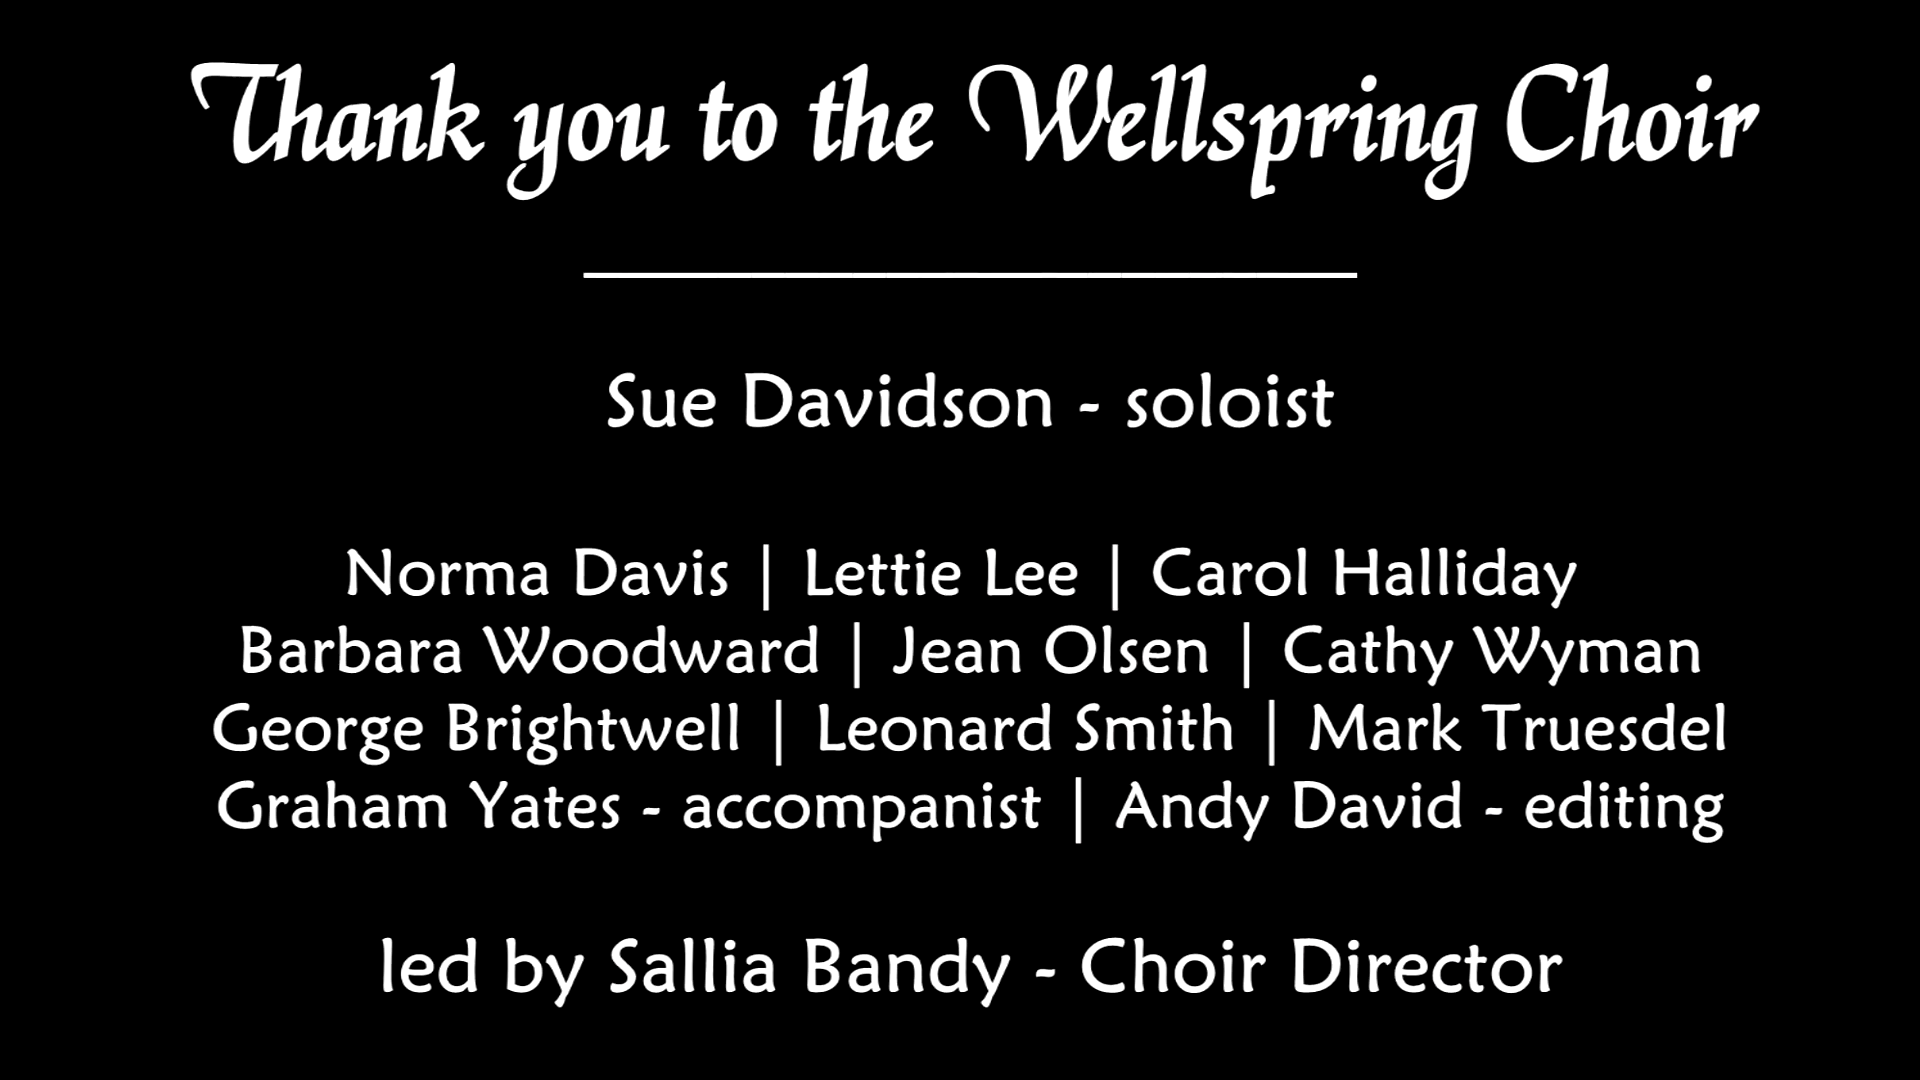 Thank you to the Wellspring Choir
Sue Davidson - soloist
Norma Davis | Lettie Lee | Carol Halliday
Barbara Woodward | Jean Olsen | Cathy Wyman
George Brightwell | Leonard Smith | Mark Truesdel
Graham Yates - accompanist | Andy David - editing
led by Sallia Bandy - Choir Director